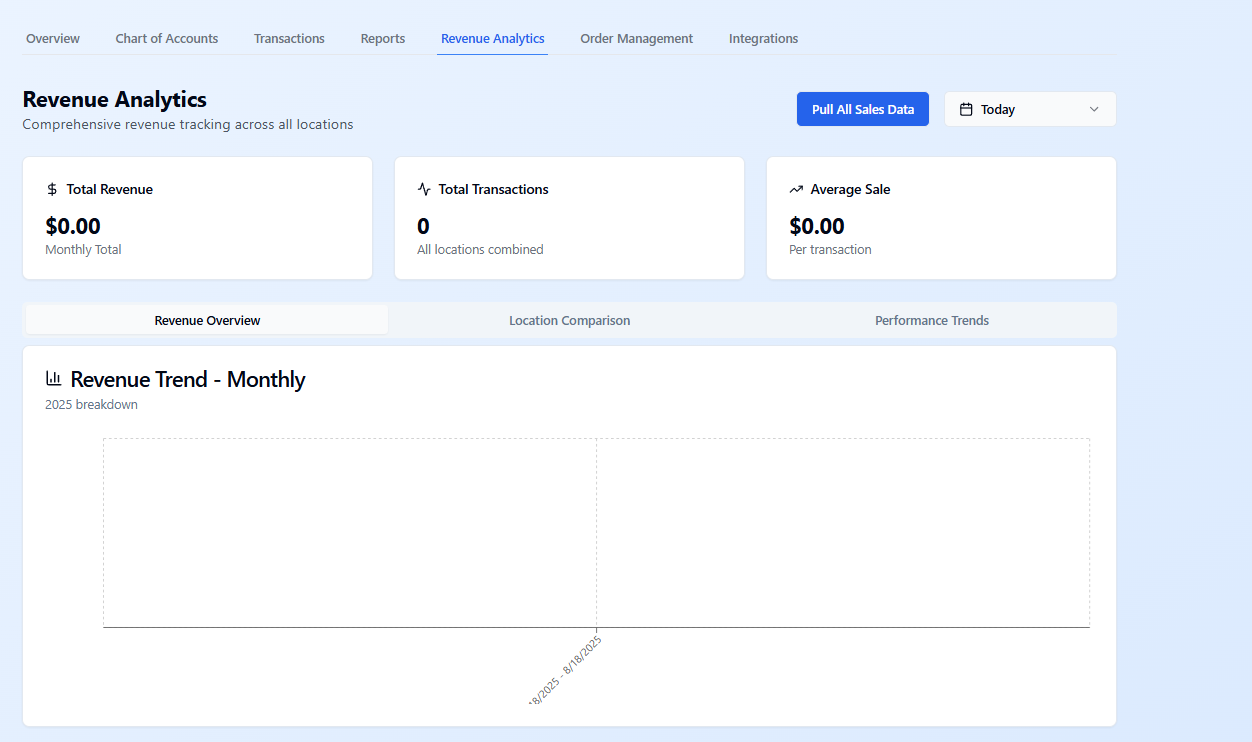 Overview Chart of Accounts Transactions Reports Revenue Analytics Order Management Integrations
Revenue Analytics
Comprehensive revenue tracking across all locations
Pull All Sales Data
Today
Total Revenue
$0.00
Monthly Total
Total Transactions
0
All locations combined
Average Sale
$0.00
Per transaction
Revenue Overview Location Comparison Performance Trends
Revenue Trend - Monthly
2025 breakdown
18/2025 - 8/18/2025